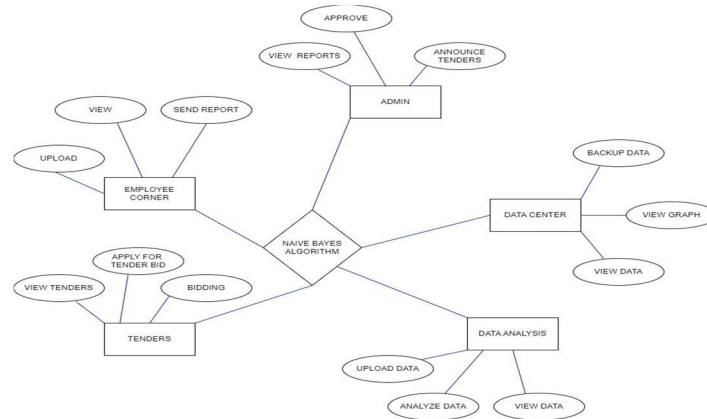 APPROVE
VIEW REPORTS
ANNOUNCE
TENDERS
ADMIN
VIEW
SEND REPORT
UPLOAD
EMPLOYEE
CORNER
BACKUP DATA
DATA CENTER
VIEW GRAPH
VIEW DATA
NAIVE BAYES
ALGORITHM
APPLY FOR
TENDER BID
VIEW TENDERS
BIDDING
TENDERS
DATA ANALYSIS
UPLOAD DATA
ANALYZE DATA
VIEW DATA